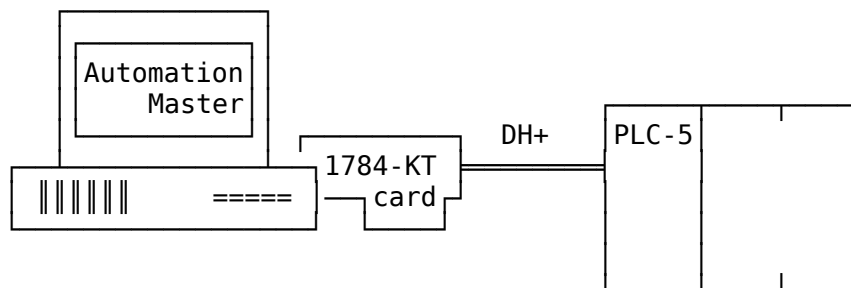 Automation
Master
DH+
PLC-5
1784-KT
card